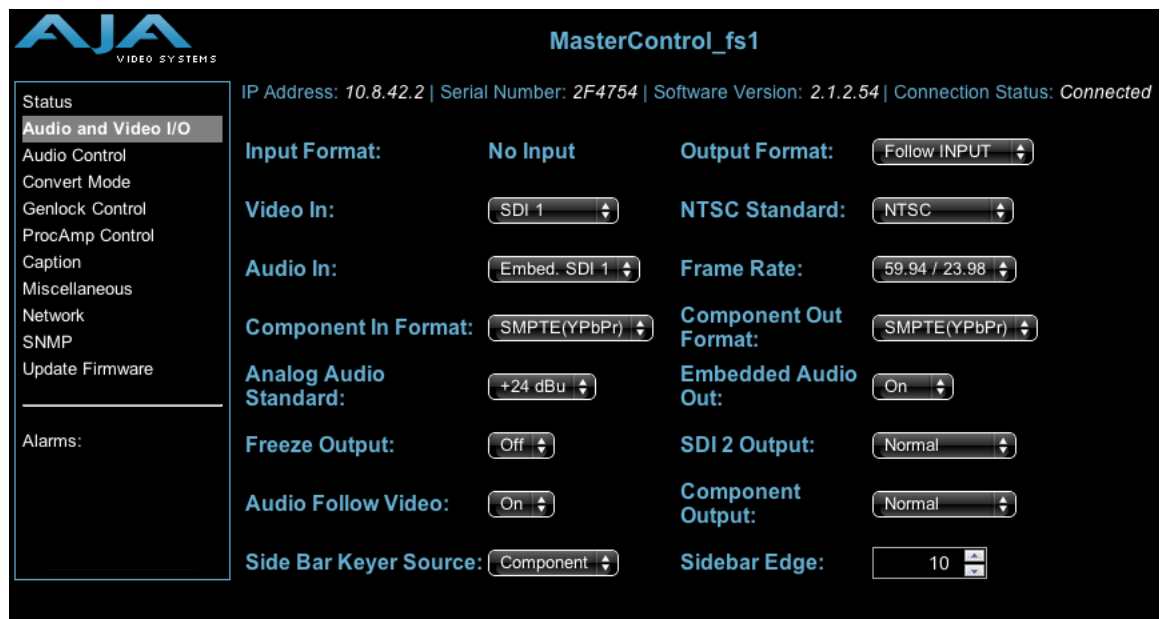 AJA
VIDEO SYSTEMS
MasterControl_fs1
IP Address: 10.8.42.2 | Serial Number: 2F4754 | Software Version: 2.1.2.54 | Connection Status: Connected
Status
Audio and Video I/O
Audio Control
Convert Mode
Genlock Control
ProcAmp Control
Caption
Miscellaneous
Network
SNMP
Update Firmware
Alarms:
Input Format: No Input Output Format: Follow INPUT
Video In: SDI 1 NTSC Standard: NTSC
Audio In: Embed. SDI 1 Frame Rate: 59.94 / 23.98
Component In Format: SMPTE(YPbPr) Component Out
Format: SMPTE(YPbPr)
Analog Audio
Standard: +24 dBu Embedded Audio
Out: On
Freeze Output: Off SDI 2 Output: Normal
Audio Follow Video: On Component
Output: Normal
Side Bar Keyer Source: Component Sidebar Edge: 10